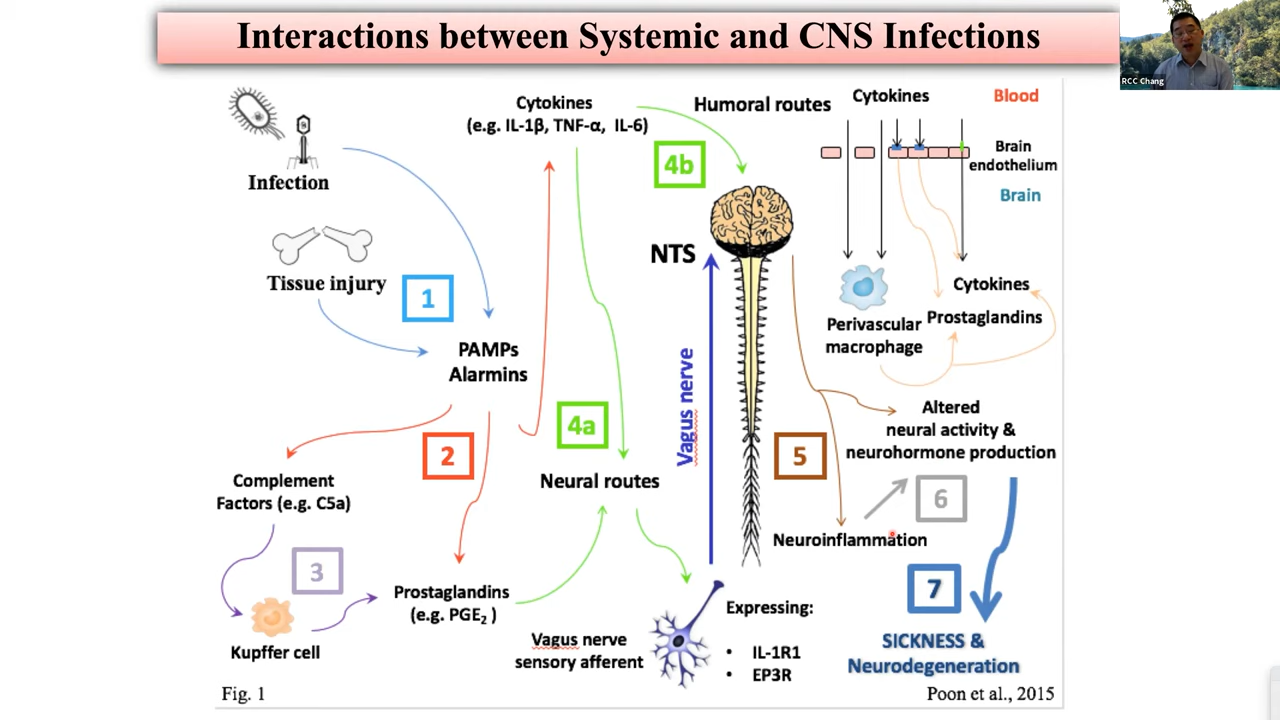 Interactions between Systemic and CNS Infections
RCC Chang
Infection
Tissue injury
1
PAMPs
Alarmins
2
Complement
Factors (e.g. C5a)
3
Kupffer cell
Prostaglandins
(e.g. PGE₂ )
Cytokines
(e.g. IL-1β, TNF-α, IL-6)
4a
Neural routes
Vagus nerve
sensory afferent
Expressing:
• IL-1R1
• EP3R
4b
Humoral routes
NTS
Vagus nerve
Cytokines
Blood
Brain
endothelium
Brain
Perivascular
macrophage
Cytokines
Prostaglandins
5
Altered
neural activity &
neurohormone production
6
Neuroinflammation
7
SICKNESS &
Neurodegeneration
Fig. 1
Poon et al., 2015